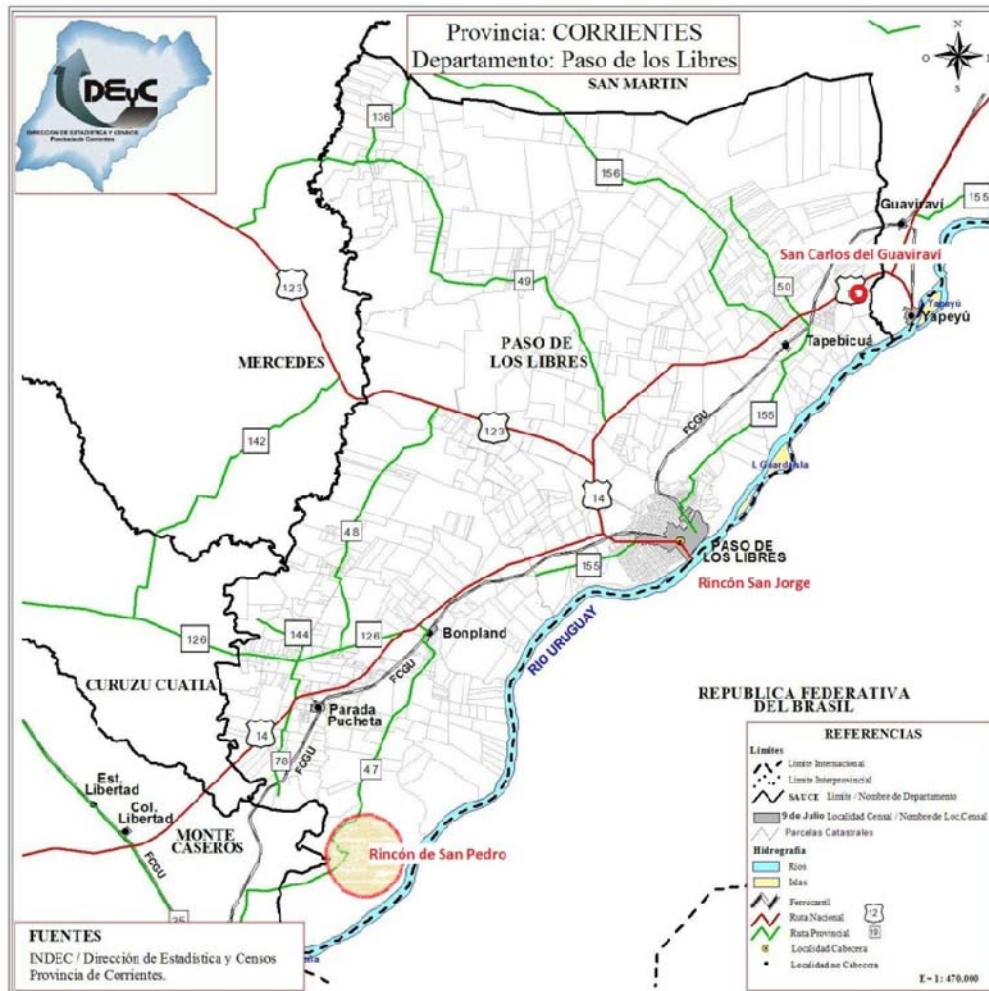 Provincia: CORRIENTES
Departamento: Paso de los Libres
DEyC
DIRECCION DE ESTADISTICA Y CENSOS
Provincia de Corrientes
SAN MARTIN
O
S
136
156
155
Guaviraví
San Carlos del Guaviraví
123
49
50
Yapeyú
Yapeyú
Tapebicuá
MERCEDES
PASO DE
LOS LIBRES
FCGU
142
123
155
48
14
PASO DE
LOS LIBRES
155
Rincón San Jorge
RIO URUGUAY
126
144
126
Bonpland
FCGU
CURUZU CUATIA
Parada
Pucheta
14
78
FCGU
47
Est.
Libertad
Col.
Libertad
MONTE
CASEROS
FCGU
Rincón de San Pedro
25
REPUBLICA FEDERATIVA
DEL BRASIL
REFERENCIAS
Límites
Límite Internacional
Límite Interprovincial
SAUCE Límite / Nombre de Departamento
9 de Julio Localidad Censal / Nombre de Loc.Censal
Parcelas Catastrales
Hidrografía
Ríos
Islas
Ferrocarril
Ruta Nacional 12
Ruta Provincial 19
Localidad Cabecera
Localidad no Cabecera
E = 1: 470.000
FUENTES
INDEC / Dirección de Estadística y Censos
Provincia de Corrientes.